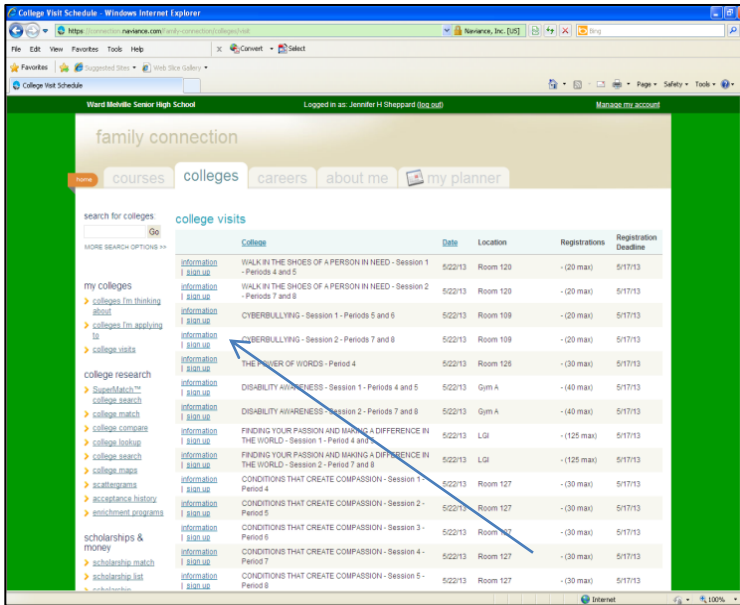 College Visit Schedule - Windows Internet Explorer
https://connection.naviance.com/family-connection/colleges/visit
Naviance, Inc. [US]
Bing
File Edit View Favorites Tools Help
x Convert Select
Favorites Suggested Sites Web Slice Gallery
College Visit Schedule
Page Safety Tools
Ward Melville Senior High School Logged in as: Jennifer H Sheppard (log out) Manage my account
family connection
home courses colleges careers about me my planner
search for colleges:
Go
MORE SEARCH OPTIONS >>
my colleges
colleges I'm thinking
about
colleges I'm applying
to
college visits
college research
SuperMatch™
college search
college match
college compare
college lookup
college search
college maps
scattergrams
acceptance history
enrichment programs
scholarships &
money
scholarship match
scholarship list
scholarship
college visits
College Date Location Registrations Registration
Deadline
information
| sign up
WALK IN THE SHOES OF A PERSON IN NEED - Session 1
- Periods 4 and 5
5/22/13 Room 120 - (20 max) 5/17/13
information
| sign up
WALK IN THE SHOES OF A PERSON IN NEED - Session 2
- Periods 7 and 8
5/22/13 Room 120 - (20 max) 5/17/13
information
| sign up
CYBERBULLYING - Session 1 - Periods 5 and 6 5/22/13 Room 109 - (20 max) 5/17/13
information
| sign up
CYBERBULLYING - Session 2 - Periods 7 and 8 5/22/13 Room 109 - (20 max) 5/17/13
information
| sign up
THE POWER OF WORDS - Period 4 5/22/13 Room 126 - (30 max) 5/17/13
information
| sign up
DISABILITY AWARENESS - Session 1 - Periods 4 and 5 5/22/13 Gym A - (40 max) 5/17/13
information
| sign up
DISABILITY AWARENESS - Session 2 - Periods 7 and 8 5/22/13 Gym A - (40 max) 5/17/13
information
| sign up
FINDING YOUR PASSION AND MAKING A DIFFERENCE IN
THE WORLD - Session 1 - Period 4 and 5
5/22/13 LGI - (125 max) 5/17/13
information
| sign up
FINDING YOUR PASSION AND MAKING A DIFFERENCE IN
THE WORLD - Session 2 - Period 7 and 8
5/22/13 LGI - (125 max) 5/17/13
information
| sign up
CONDITIONS THAT CREATE COMPASSION - Session 1 -
Period 4
5/22/13 Room 127 - (30 max) 5/17/13
information
| sign up
CONDITIONS THAT CREATE COMPASSION - Session 2 -
Period 5
5/22/13 Room 127 - (30 max) 5/17/13
information
| sign up
CONDITIONS THAT CREATE COMPASSION - Session 3 -
Period 6
5/22/13 Room 127 - (30 max) 5/17/13
information
| sign up
CONDITIONS THAT CREATE COMPASSION - Session 4 -
Period 7
5/22/13 Room 127 - (30 max) 5/17/13
information
| sign up
CONDITIONS THAT CREATE COMPASSION - Session 5 -
Period 8
5/22/13 Room 127 - (30 max) 5/17/13
Internet 100%